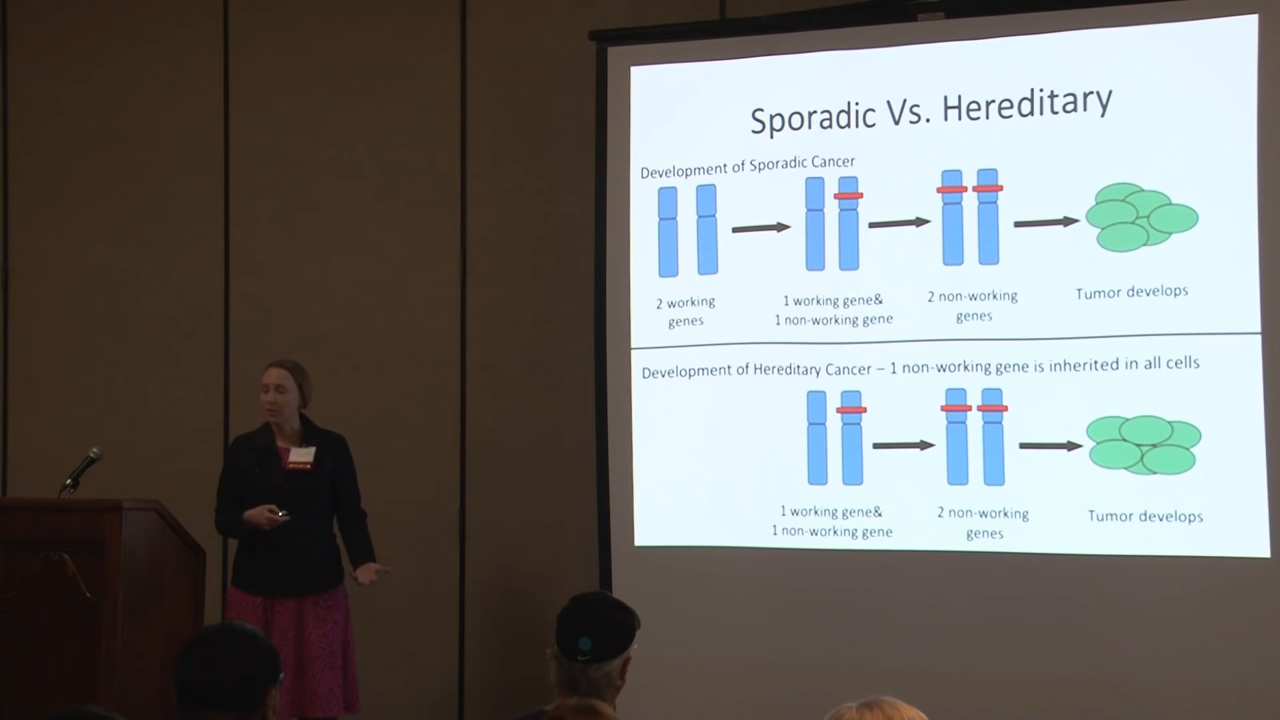 Sporadic Vs. Hereditary
Development of Sporadic Cancer
2 working
genes
1 working gene&
1 non-working gene
2 non-working
genes
Tumor develops
Development of Hereditary Cancer – 1 non-working gene is inherited in all cells
1 working gene&
1 non-working gene
2 non-working
genes
Tumor develops